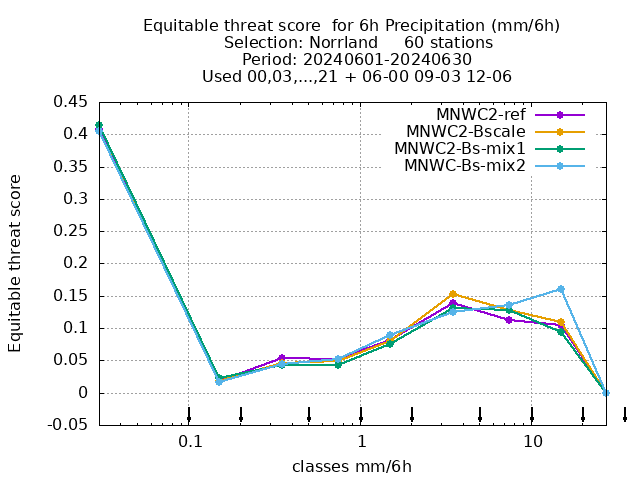 Equitable threat score  for 6h Precipitation (mm/6h)
Selection: Norrland     60 stations
Period: 20240601-20240630
Used 00,03,...,21 + 06-00 09-03 12-06
MNWC2-ref
MNWC2-Bscale
MNWC2-Bs-mix1
MNWC-Bs-mix2
Equitable threat score
0.45
0.4
0.35
0.3
0.25
0.2
0.15
0.1
0.05
0
-0.05
0.1
1
10
classes mm/6h